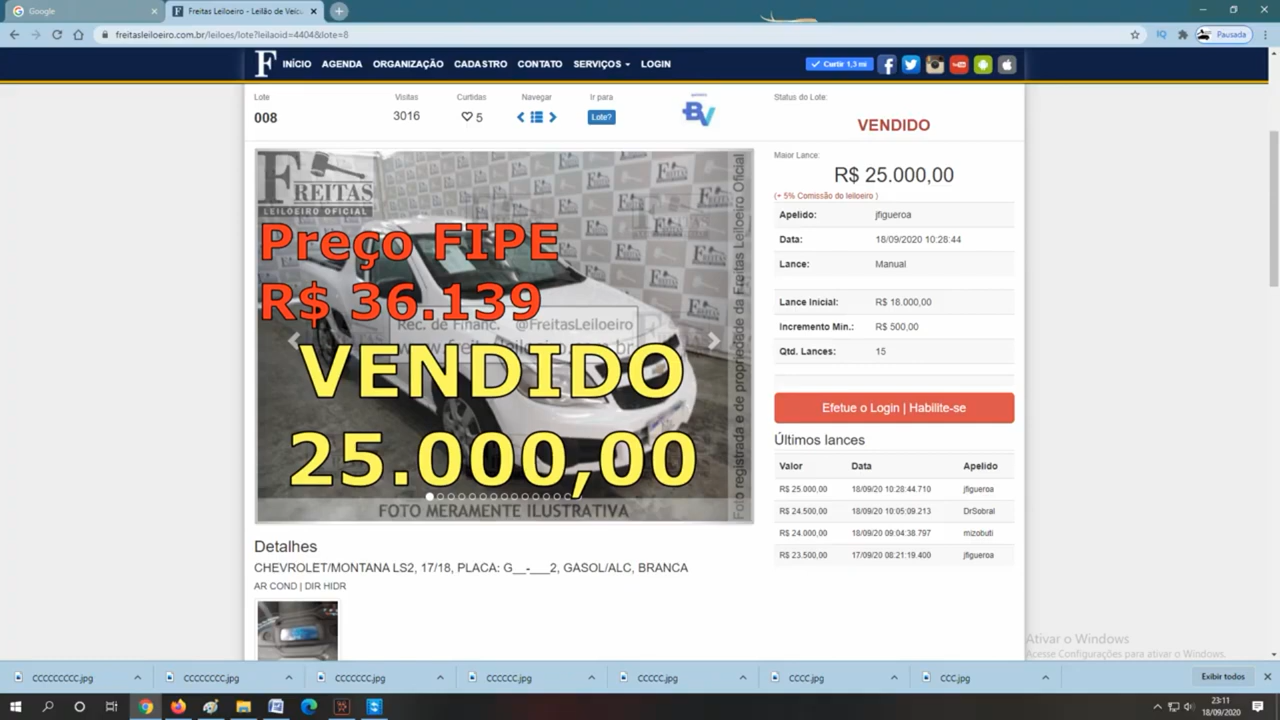 Google
Freitas Leiloeiro - Leilão de Veícu
freitasleiloeiro.com.br/leiloes/lote?leilaoid=4404&lote=8
Pausada
INÍCIO AGENDA ORGANIZAÇÃO CADASTRO CONTATO SERVIÇOS LOGIN
Curtir 1,3 mi
Lote
Visitas
Curtidas
Navegar
Ir para
Status do Lote:
008
3016
5
Lote?
BV
VENDIDO
Maior Lance:
R$ 25.000,00
(+ 5% Comissão do leiloeiro )
Apelido: jfigueroa
Data: 18/09/2020 10:28:44
Lance: Manual
Lance Inicial: R$ 18.000,00
Incremento Min.: R$ 500,00
Qtd. Lances: 15
Efetue o Login | Habilite-se
Últimos lances
Valor Data Apelido
R$ 25.000,00 18/09/20 10:28:44.710 jfigueroa
R$ 24.500,00 18/09/20 10:05:09.213 DrSobral
R$ 24.000,00 18/09/20 09:04:38.797 mizobuti
R$ 23.500,00 17/09/20 08:21:19.400 jfigueroa
FREITAS
LEILOEIRO OFICIAL
Preço FIPE
R$ 36.139
Rec. de Financ. @FreitasLeiloeiro
VENDIDO
25.000,00
FOTO MERAMENTE ILUSTRATIVA
Foto registrada e de propriedade da Freitas Leiloeiro Oficial
Detalhes
CHEVROLET/MONTANA LS2, 17/18, PLACA: G__-___2, GASOL/ALC, BRANCA
AR COND | DIR HIDR
Ativar o Windows
Acesse Configurações para ativar o Windows.
CCCCCCCCC.jpg
CCCCCCCC.jpg
CCCCCCC.jpg
CCCCCC.jpg
CCCCC.jpg
CCCC.jpg
CCC.jpg
Exibir todos
23:11
18/09/2020